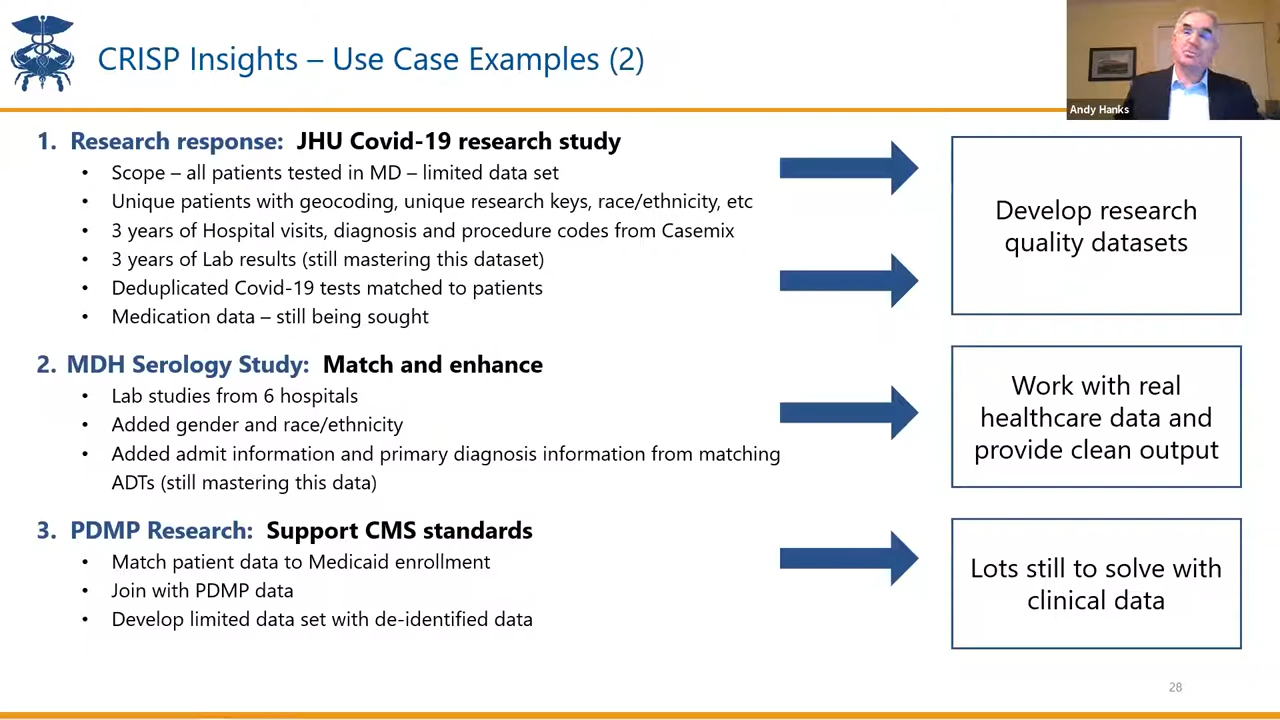 CRISP Insights – Use Case Examples (2)
Andy Hanks
1. Research response: JHU Covid-19 research study
• Scope – all patients tested in MD – limited data set
• Unique patients with geocoding, unique research keys, race/ethnicity, etc
• 3 years of Hospital visits, diagnosis and procedure codes from Casemix
• 3 years of Lab results (still mastering this dataset)
• Deduplicated Covid-19 tests matched to patients
• Medication data – still being sought
Develop research
quality datasets
2. MDH Serology Study: Match and enhance
• Lab studies from 6 hospitals
• Added gender and race/ethnicity
• Added admit information and primary diagnosis information from matching
ADTs (still mastering this data)
Work with real
healthcare data and
provide clean output
3. PDMP Research: Support CMS standards
• Match patient data to Medicaid enrollment
• Join with PDMP data
• Develop limited data set with de-identified data
Lots still to solve with
clinical data
28